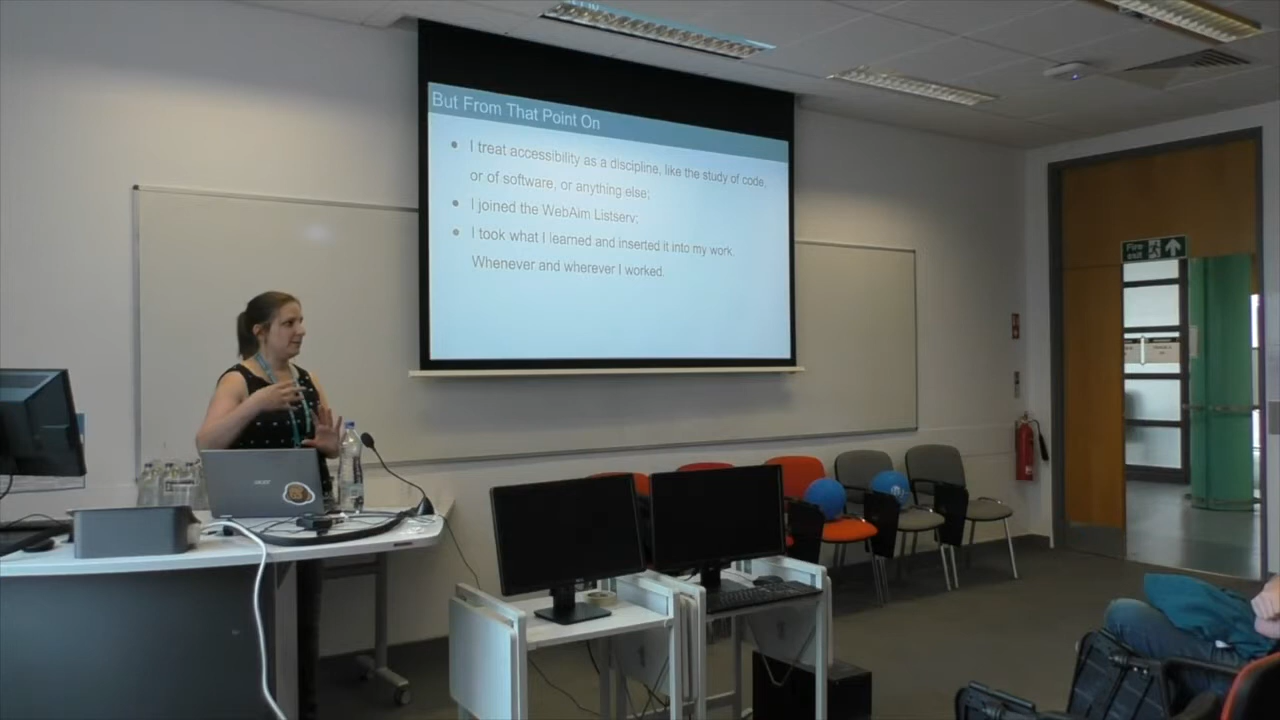 But From That Point On
I treat accessibility as a discipline, like the study of code,
or of software, or anything else;
I joined the WebAim Listserv;
I took what I learned and inserted it into my work.
Whenever and wherever I worked.
Fire
exit
acer